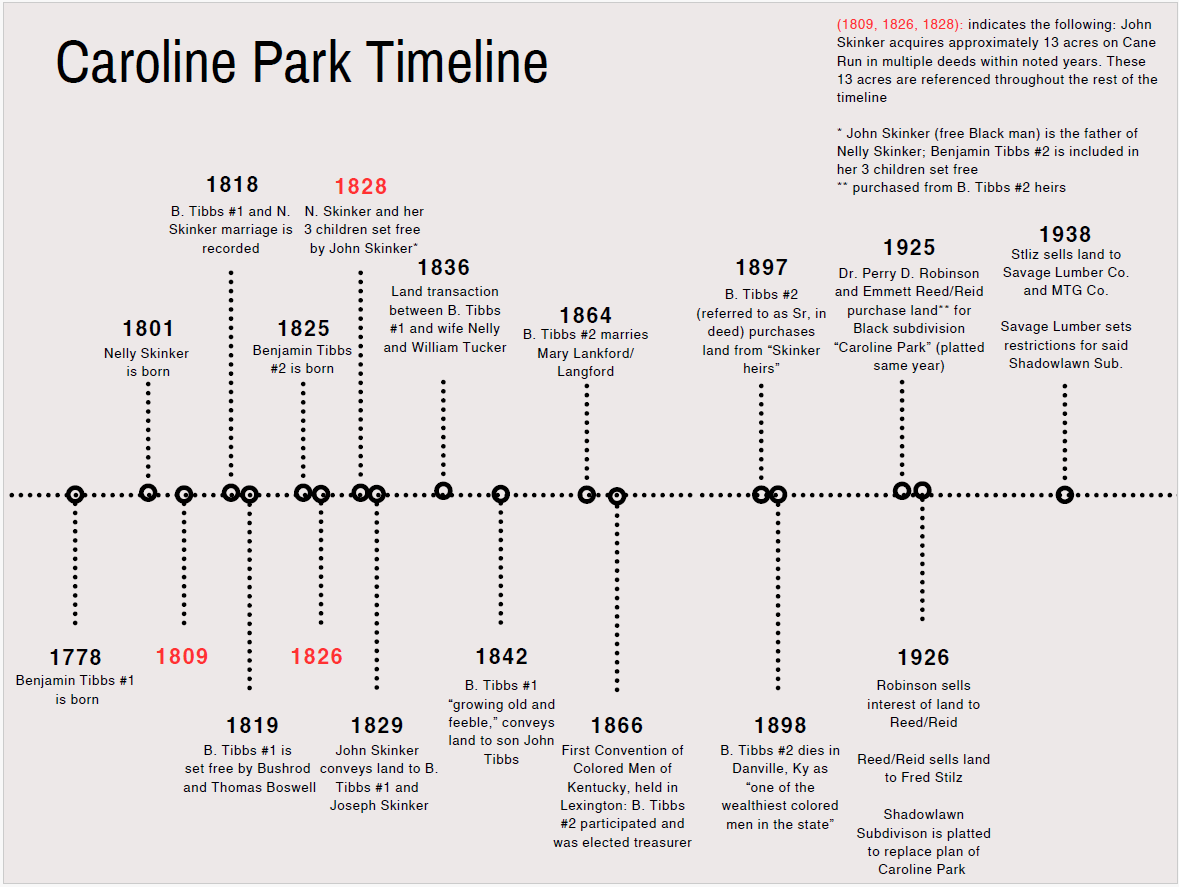 Caroline Park Timeline
(1809, 1826, 1828): indicates the following: John
Skinker acquires approximately 13 acres on Cane
Run in multiple deeds within noted years. These
13 acres are referenced throughout the rest of the
timeline
* John Skinker (free Black man) is the father of
Nelly Skinker; Benjamin Tibbs #2 is included in
her 3 children set free
** purchased from B. Tibbs #2 heirs
1778
Benjamin Tibbs #1
is born
1801
Nelly Skinker
is born
1809
1818
B. Tibbs #1 and N.
Skinker marriage is
recorded
1819
B. Tibbs #1 is
set free by Bushrod
and Thomas Boswell
1825
Benjamin Tibbs
#2 is born
1826
1828
N. Skinker and her
3 children set free
by John Skinker*
1829
John Skinker
conveys land to B.
Tibbs #1 and
Joseph Skinker
1836
Land transaction
between B. Tibbs
#1 and wife Nelly
and William Tucker
1842
B. Tibbs #1
“growing old and
feeble,” conveys
land to son John
Tibbs
1864
B. Tibbs #2 marries
Mary Lankford/
Langford
1866
First Convention of
Colored Men of
Kentucky, held in
Lexington: B. Tibbs
#2 participated and
was elected treasurer
1897
B. Tibbs #2
(referred to as Sr, in
deed) purchases
land from “Skinker
heirs”
1898
B. Tibbs #2 dies in
Danville, Ky as
“one of the
wealthiest colored
men in the state”
1925
Dr. Perry D. Robinson
and Emmett Reed/Reid
purchase land** for
Black subdivision
“Caroline Park” (platted
same year)
1926
Robinson sells
interest of land to
Reed/Reid
Reed/Reid sells land
to Fred Stilz
Shadowlawn
Subdivison is platted
to replace plan of
Caroline Park
1938
Stliz sells land to
Savage Lumber Co.
and MTG Co.
Savage Lumber sets
restrictions for said
Shadowlawn Sub.